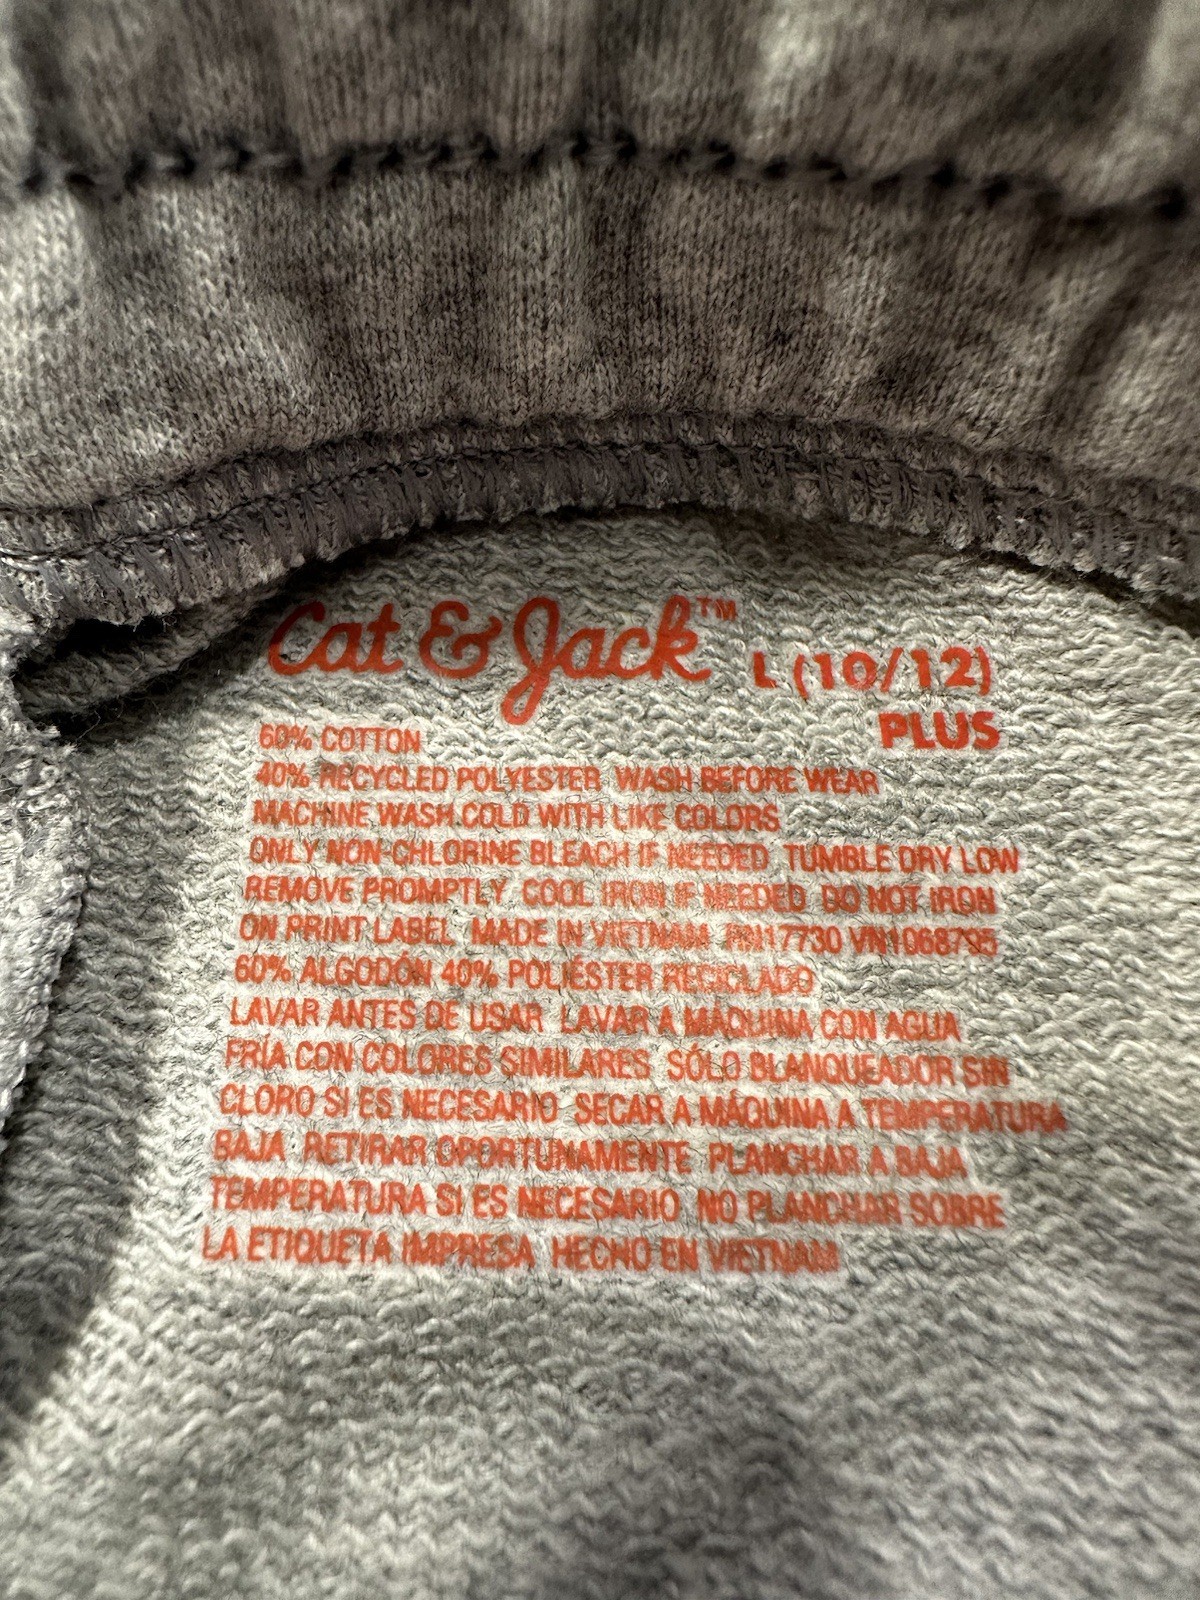 Cat & Jack™ L (10/12)
PLUS
60% COTTON
40% RECYCLED POLYESTER WASH BEFORE WEAR
MACHINE WASH COLD WITH LIKE COLORS
ONLY NON-CHLORINE BLEACH IF NEEDED TUMBLE DRY LOW
REMOVE PROMPTLY COOL IRON IF NEEDED DO NOT IRON
ON PRINT LABEL MADE IN VIETNAM RN17730 VN1068795
60% ALGODÓN 40% POLIÉSTER RECICLADO
LAVAR ANTES DE USAR LAVAR A MÁQUINA CON AGUA
FRÍA CON COLORES SIMILARES SÓLO BLANQUEADOR SIN
CLORO SI ES NECESARIO SECAR A MÁQUINA A TEMPERATURA
BAJA RETIRAR OPORTUNAMENTE PLANCHAR A BAJA
TEMPERATURA SI ES NECESARIO NO PLANCHAR SOBRE
LA ETIQUETA IMPRESA HECHO EN VIETNAM